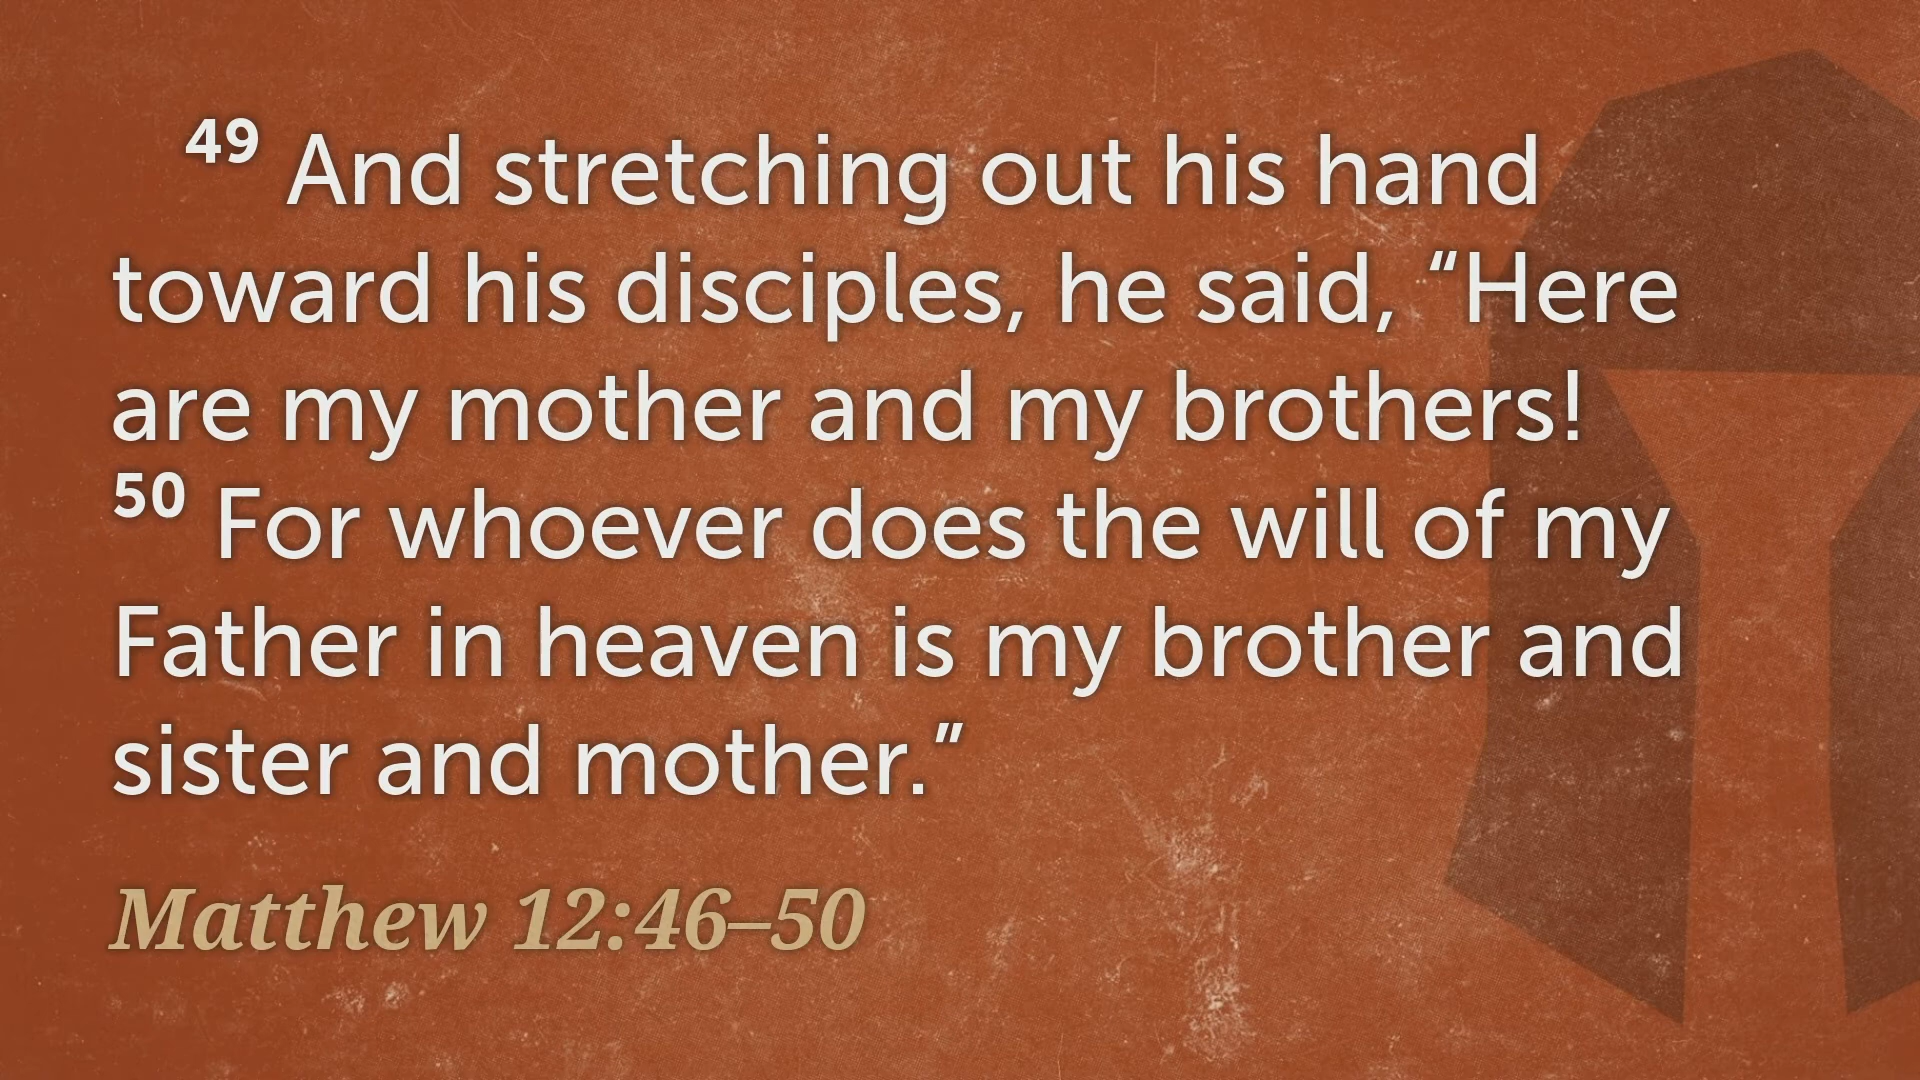 49 And stretching out his hand
toward his disciples, he said, “Here
are my mother and my brothers!
50 For whoever does the will of my
Father in heaven is my brother and
sister and mother.”
Matthew 12:46–50